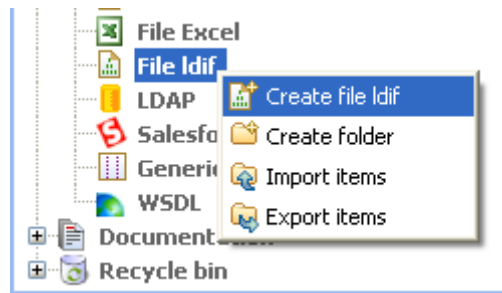 File Excel
File ldif
Create file ldif
LDAP
Create folder
Salesfo
Import items
Generi
Export items
WSDL
Document
Recycle bin